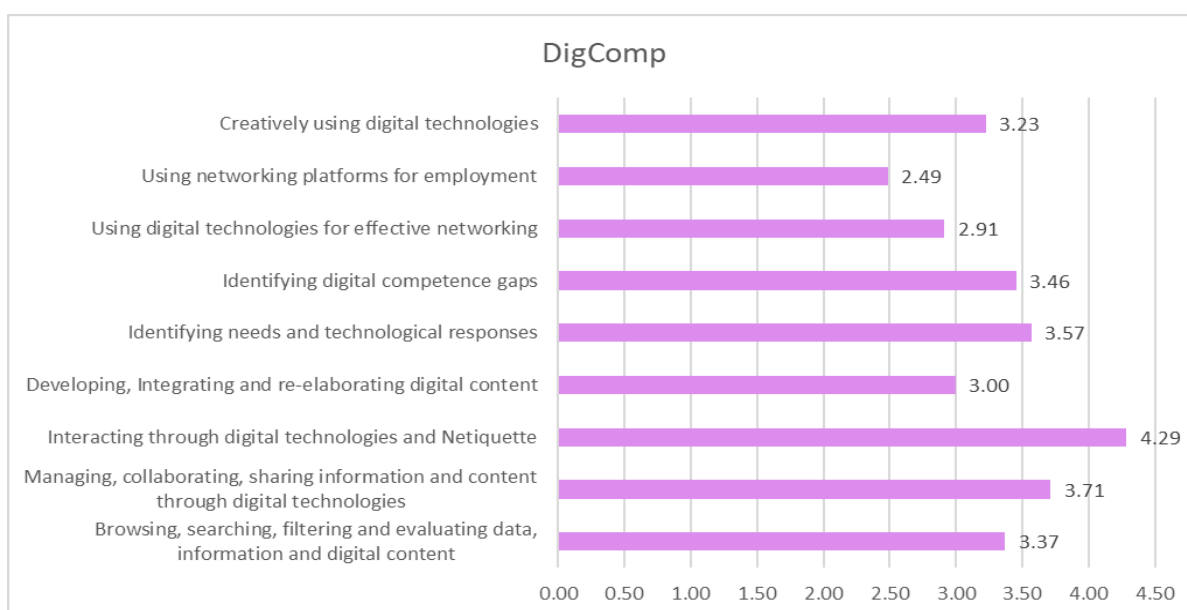 DigComp
Creatively using digital technologies
3.23
Using networking platforms for employment
2.49
Using digital technologies for effective networking
2.91
Identifying digital competence gaps
3.46
Identifying needs and technological responses
3.57
Developing, Integrating and re-elaborating digital content
3.00
Interacting through digital technologies and Netiquette
4.29
Managing, collaborating, sharing information and content
through digital technologies
3.71
Browsing, searching, filtering and evaluating data,
information and digital content
3.37
0.00 0.50 1.00 1.50 2.00 2.50 3.00 3.50 4.00 4.50